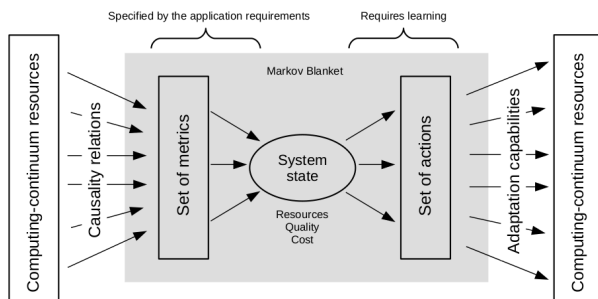 Specified by the application requirements
Requires learning
Markov Blanket
Computing-continuum resources
Causality relations
Set of metrics
System
state
Resources
Quality
Cost
Set of actions
Adaptation capabilities
Computing-continuum resources